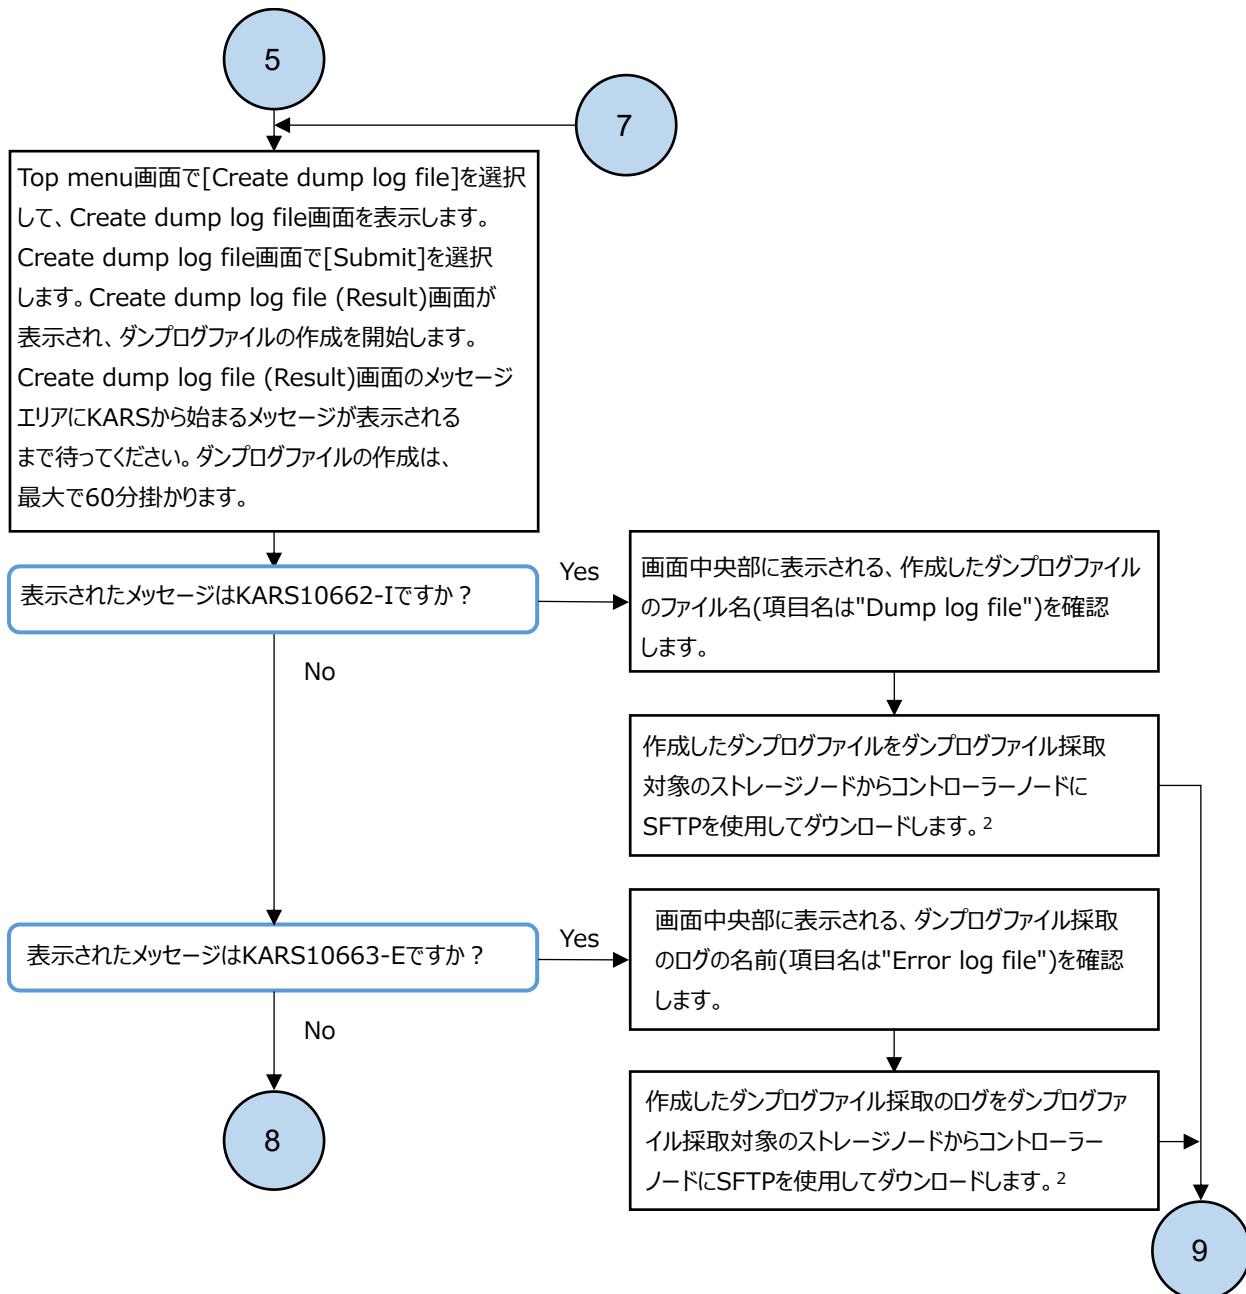 5
7
Top menu画面で[Create dump log file]を選択
して、Create dump log file画面を表示します。
Create dump log file画面で[Submit]を選択
します。Create dump log file (Result)画面が
表示され、ダンプログファイルの作成を開始します。
Create dump log file (Result)画面のメッセージ
エリアにKARSから始まるメッセージが表示される
まで待ってください。ダンプログファイルの作成は、
最大で60分掛かります。
表示されたメッセージはKARS10662-Iですか？
Yes
画面中央部に表示される、作成したダンプログファイル
のファイル名(項目名は"Dump log file")を確認
します。
No
作成したダンプログファイルをダンプログファイル採取
対象のストレージノードからコントローラーノードに
SFTPを使用してダウンロードします。2
表示されたメッセージはKARS10663-Eですか？
Yes
画面中央部に表示される、ダンプログファイル採取
のログの名前(項目名は"Error log file")を確認
します。
No
作成したダンプログファイル採取のログをダンプログファ
イル採取対象のストレージノードからコントローラー
ノードにSFTPを使用してダウンロードします。2
8
9